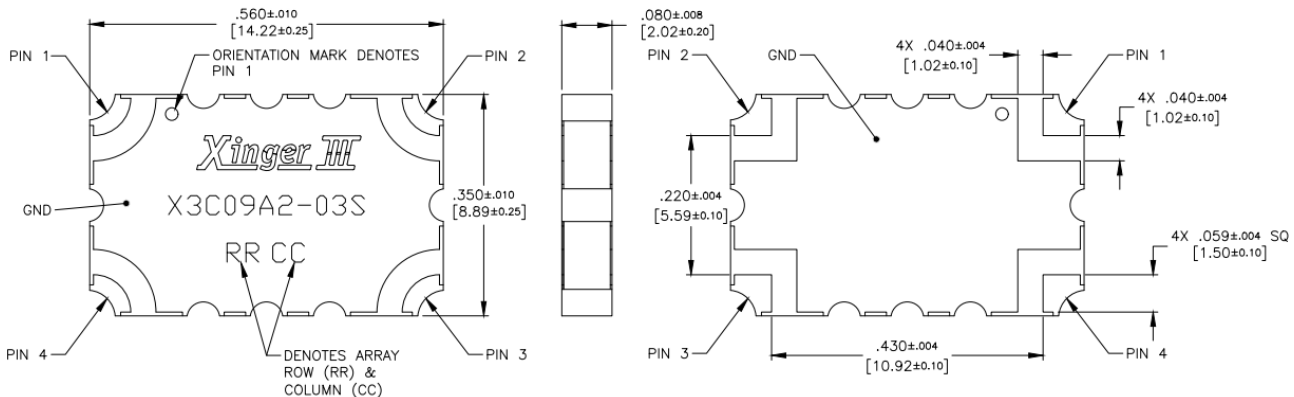 .560±.010
[14.22±0.25]
PIN 1
ORIENTATION MARK DENOTES
PIN 1
PIN 2
Xinger III
X3C09A2-03S
GND
RR CC
.350±.010
[8.89±0.25]
PIN 4
DENOTES ARRAY
ROW (RR) &
COLUMN (CC)
PIN 3
.080±.008
[2.02±0.20]
PIN 2
GND
4X .040±.004
[1.02±0.10]
PIN 1
4X .040±.004
[1.02±0.10]
.220±.004
[5.59±0.10]
4X .059±.004 SQ
[1.50±0.10]
PIN 3
.430±.004
[10.92±0.10]
PIN 4